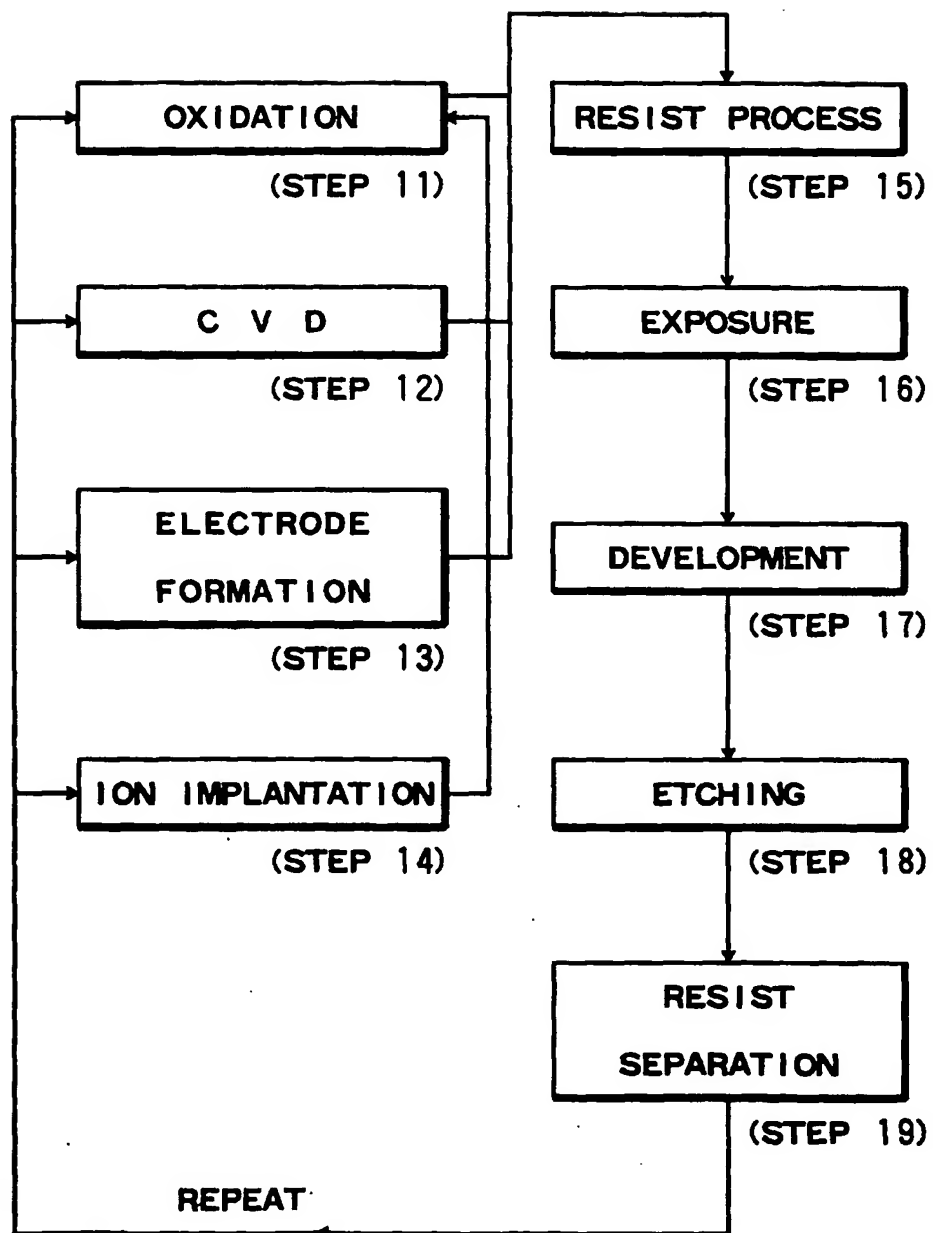 OXIDATION
(STEP 11)
C V D
(STEP 12)
ELECTRODE
FORMATION
(STEP 13)
ION IMPLANTATION
(STEP 14)
RESIST PROCESS
(STEP 15)
EXPOSURE
(STEP 16)
DEVELOPMENT
(STEP 17)
ETCHING
(STEP 18)
RESIST
SEPARATION
(STEP 19)
REPEAT